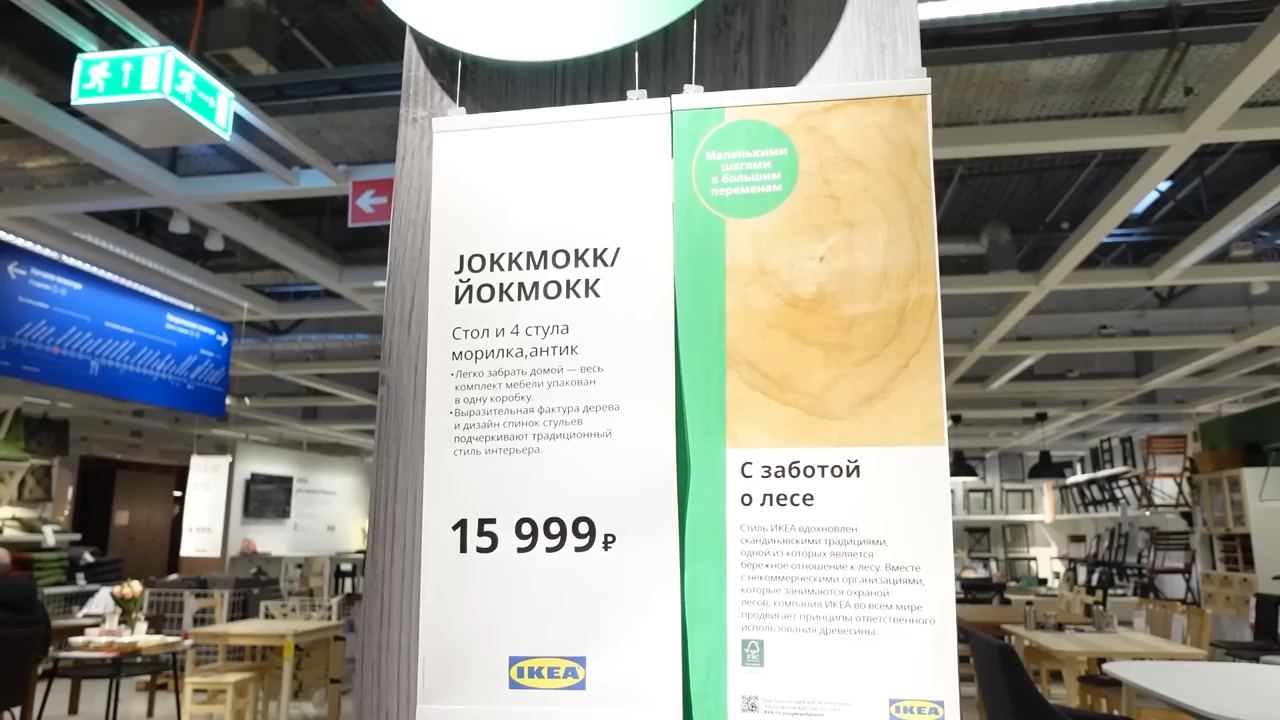 JOKKMOKK/
ЙОКМОКК
Стол и 4 стула
морилка,антик
•Легко забрать домой — весь
комплект мебели упакован
в одну коробку.
•Выразительная фактура дерева
и дизайн спинок стульев
подчеркивают традиционный
стиль интерьера.
15 999 ₽
IKEA
Маленькими
шагами
к большим
переменам
С заботой
о лесе
Стиль ИКЕА вдохновлен
скандинавскими традициями,
одной из которых является
бережное отношение к лесу. Вместе
с некоммерческими организациями,
которые занимаются охраной
лесов, компания ИКЕА во всем мире
продвигает принципы ответственного
использования древесины.
FSC
IKEA